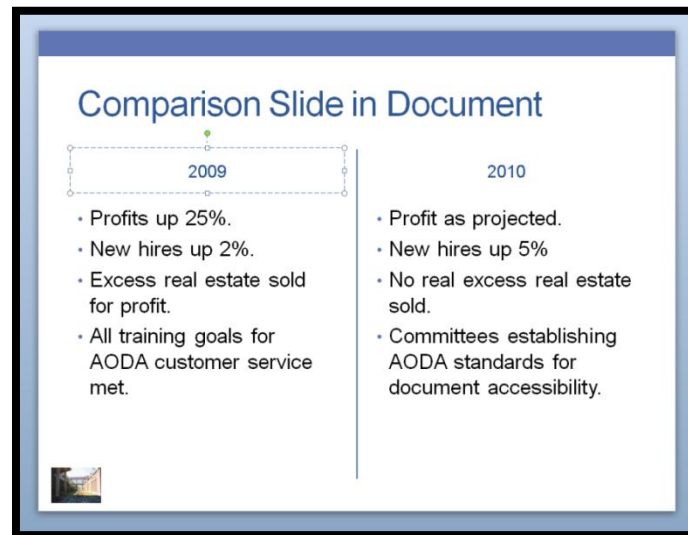 Comparison Slide in Document
2009
• Profits up 25%.
• New hires up 2%.
• Excess real estate sold
for profit.
• All training goals for
AODA customer service
met.
2010
• Profit as projected.
• New hires up 5%
• No real excess real estate
sold.
• Committees establishing
AODA standards for
document accessibility.